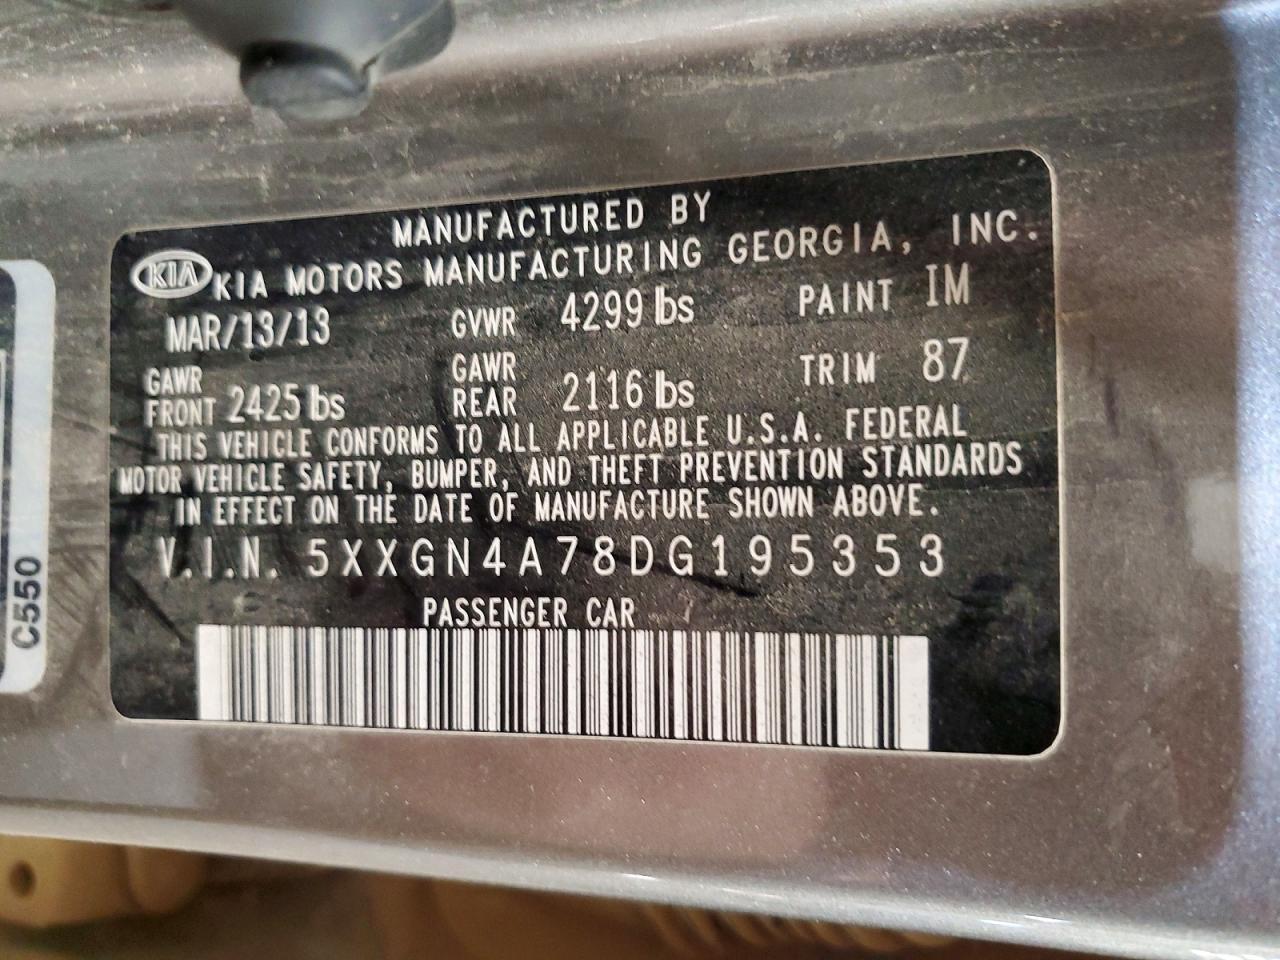 MANUFACTURED BY
KIA KIA MOTORS MANUFACTURING GEORGIA, INC.
MAR/13/13 GVWR 4299 lbs PAINT IM
GAWR FRONT 2425 lbs GAWR REAR 2116 lbs TRIM 87
THIS VEHICLE CONFORMS TO ALL APPLICABLE U.S.A. FEDERAL
MOTOR VEHICLE SAFETY, BUMPER, AND THEFT PREVENTION STANDARDS
IN EFFECT ON THE DATE OF MANUFACTURE SHOWN ABOVE.
V.I.N. 5XXGN4A78DG195353
PASSENGER CAR
C550